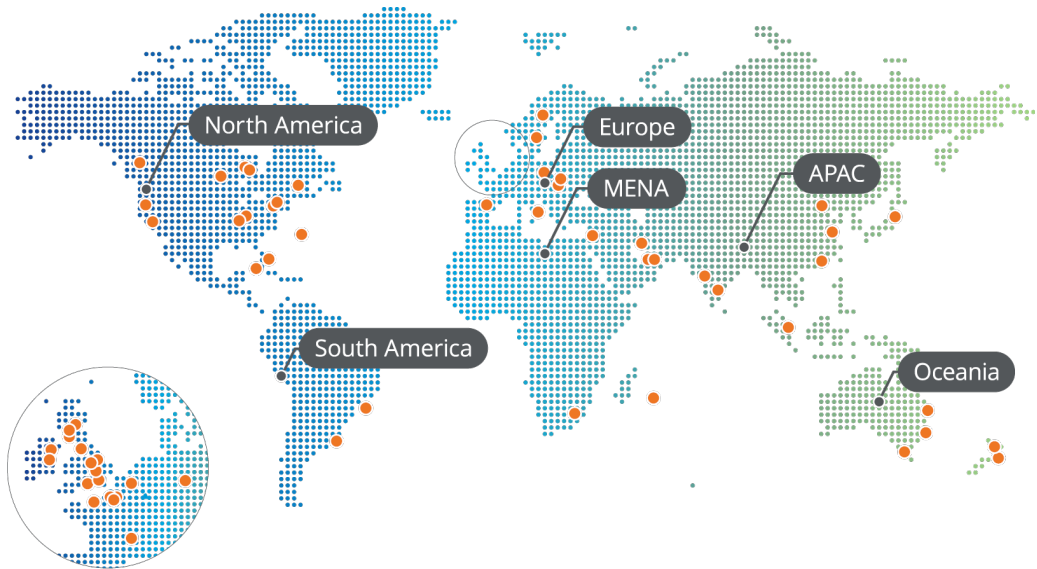 North America
Europe
APAC
MENA
South America
Oceania